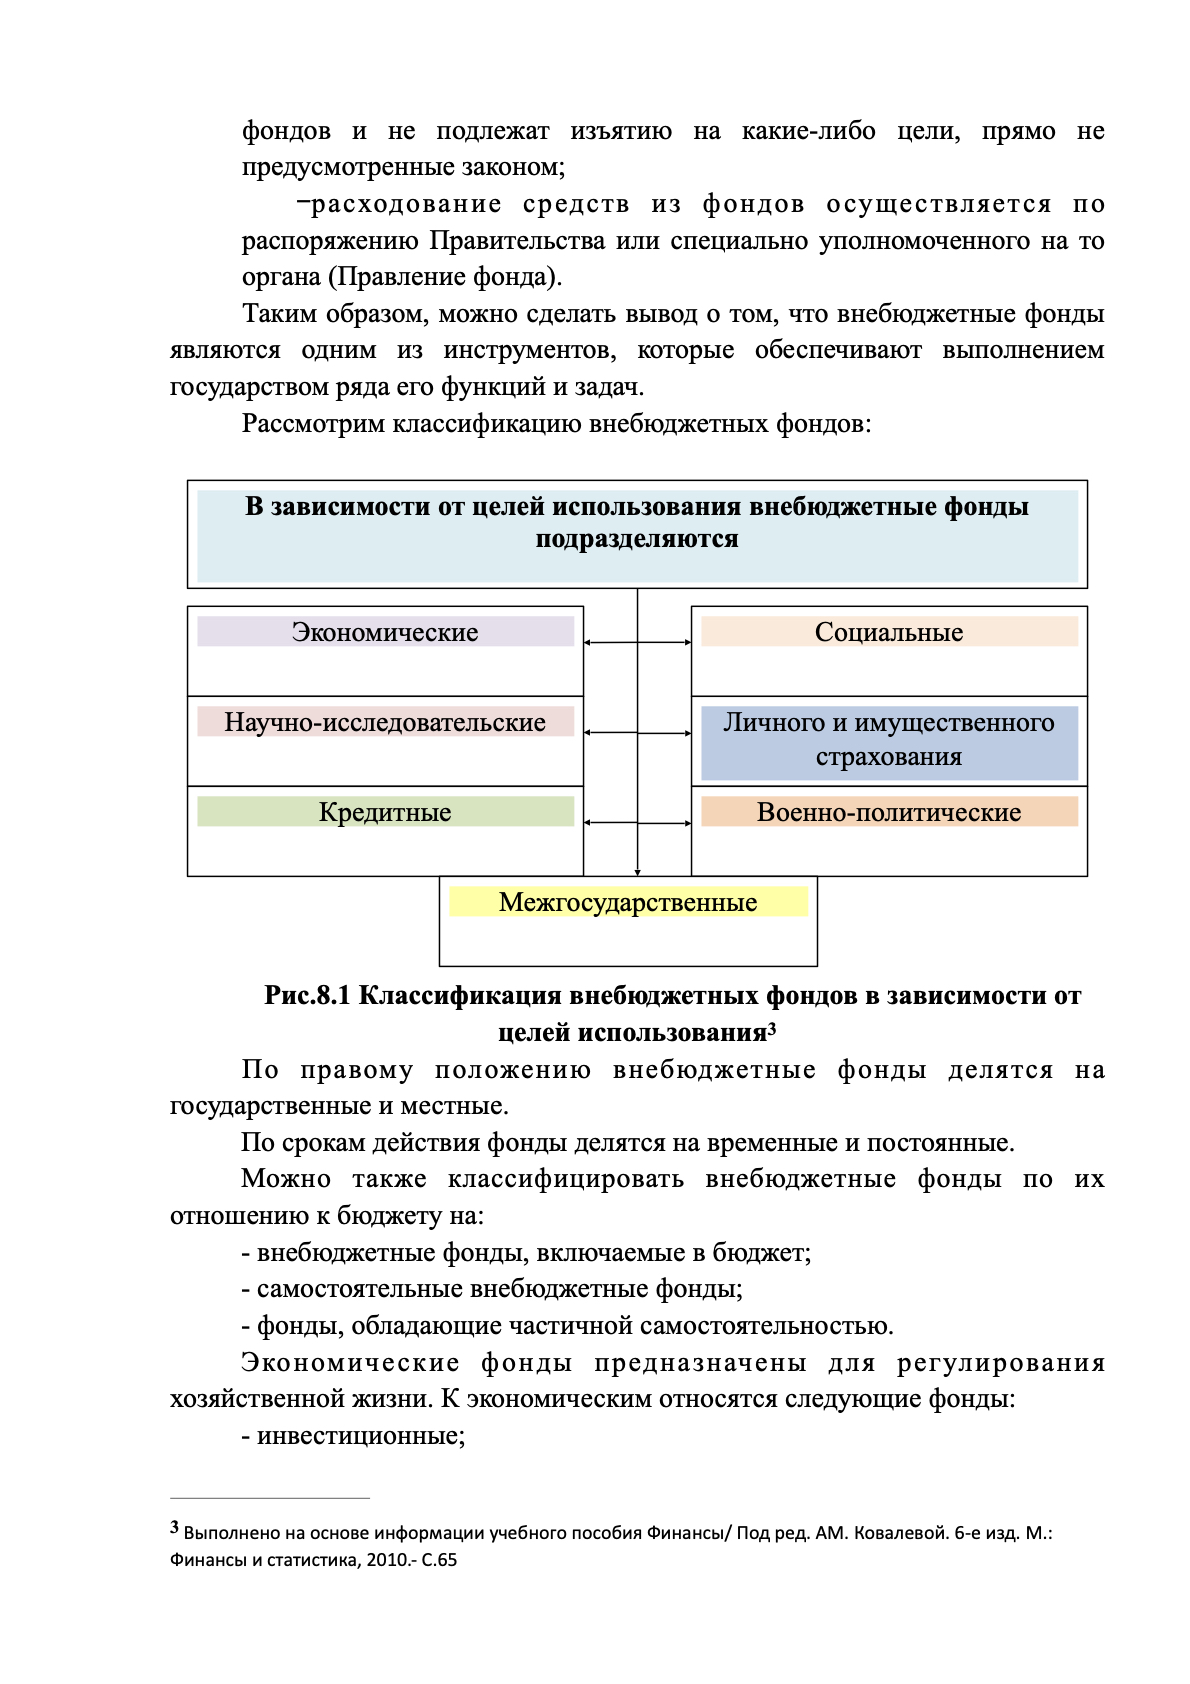 фондов и не подлежат изъятию на какие-либо цели, прямо не
предусмотренные законом;
−расходование средств из фондов осуществляется по
распоряжению Правительства или специально уполномоченного на то
органа (Правление фонда).
Таким образом, можно сделать вывод о том, что внебюджетные фонды
являются одним из инструментов, которые обеспечивают выполнением
государством ряда его функций и задач.
Рассмотрим классификацию внебюджетных фондов:
В зависимости от целей использования внебюджетные фонды
подразделяются
Экономические
Социальные
Научно-исследовательские
Личного и имущественного
страхования
Кредитные
Военно-политические
Межгосударственные
Рис.8.1 Классификация внебюджетных фондов в зависимости от
целей использования3
По правому положению внебюджетные фонды делятся на
государственные и местные.
По срокам действия фонды делятся на временные и постоянные.
Можно также классифицировать внебюджетные фонды по их
отношению к бюджету на:
- внебюджетные фонды, включаемые в бюджет;
- самостоятельные внебюджетные фонды;
- фонды, обладающие частичной самостоятельностью.
Экономические фонды предназначены для регулирования
хозяйственной жизни. К экономическим относятся следующие фонды:
- инвестиционные;
3 Выполнено на основе информации учебного пособия Финансы/ Под ред. АМ. Ковалевой. 6-е изд. М.:
Финансы и статистика, 2010.- С.65